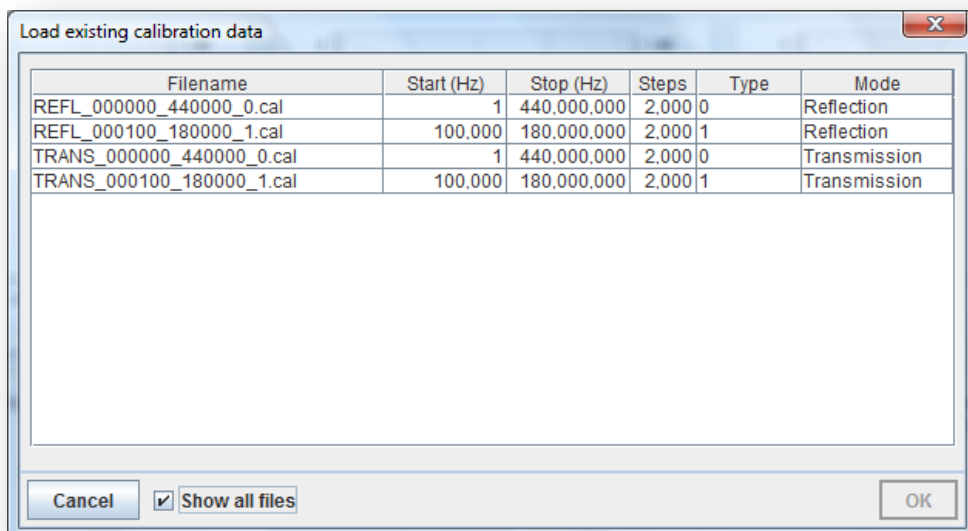 Load existing calibration data
Filename Start (Hz) Stop (Hz) Steps Type Mode
REFL_000000_440000_0.cal 1 440,000,000 2,000 0 Reflection
REFL_000100_180000_1.cal 100,000 180,000,000 2,000 1 Reflection
TRANS_000000_440000_0.cal 1 440,000,000 2,000 0 Transmission
TRANS_000100_180000_1.cal 100,000 180,000,000 2,000 1 Transmission
Cancel Show all files OK